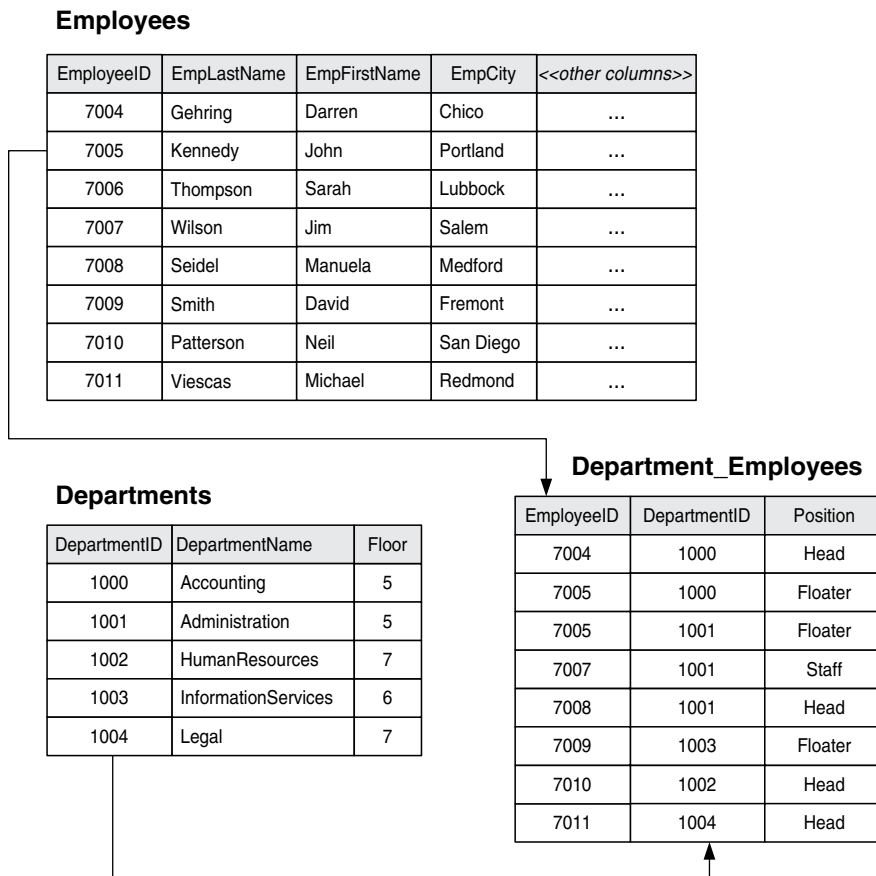 Employees
EmployeeID EmpLastName EmpFirstName EmpCity <<other columns>>
7004 Gehring Darren Chico ...
7005 Kennedy John Portland ...
7006 Thompson Sarah Lubbock ...
7007 Wilson Jim Salem ...
7008 Seidel Manuela Medford ...
7009 Smith David Fremont ...
7010 Patterson Neil San Diego ...
7011 Viescas Michael Redmond ...
Departments
DepartmentID DepartmentName Floor
1000 Accounting 5
1001 Administration 5
1002 HumanResources 7
1003 InformationServices 6
1004 Legal 7
Department_Employees
EmployeeID DepartmentID Position
7004 1000 Head
7005 1000 Floater
7005 1001 Floater
7007 1001 Staff
7008 1001 Head
7009 1003 Floater
7010 1002 Head
7011 1004 Head